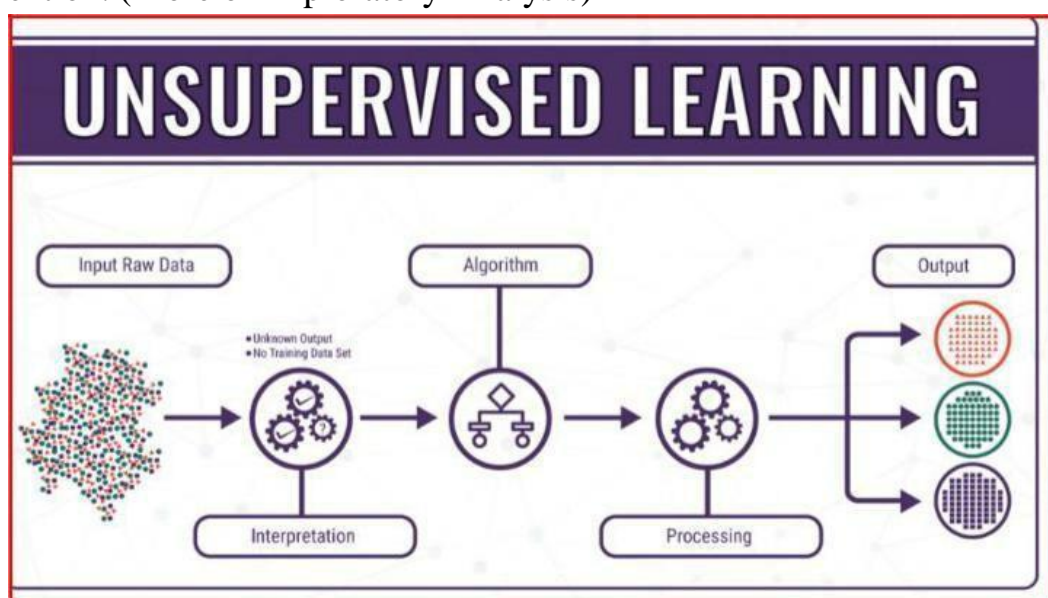 UNSUPERVISED LEARNING
Input Raw Data
Algorithm
Output
• Unknown Output
• No Training Data Set
Interpretation
Processing